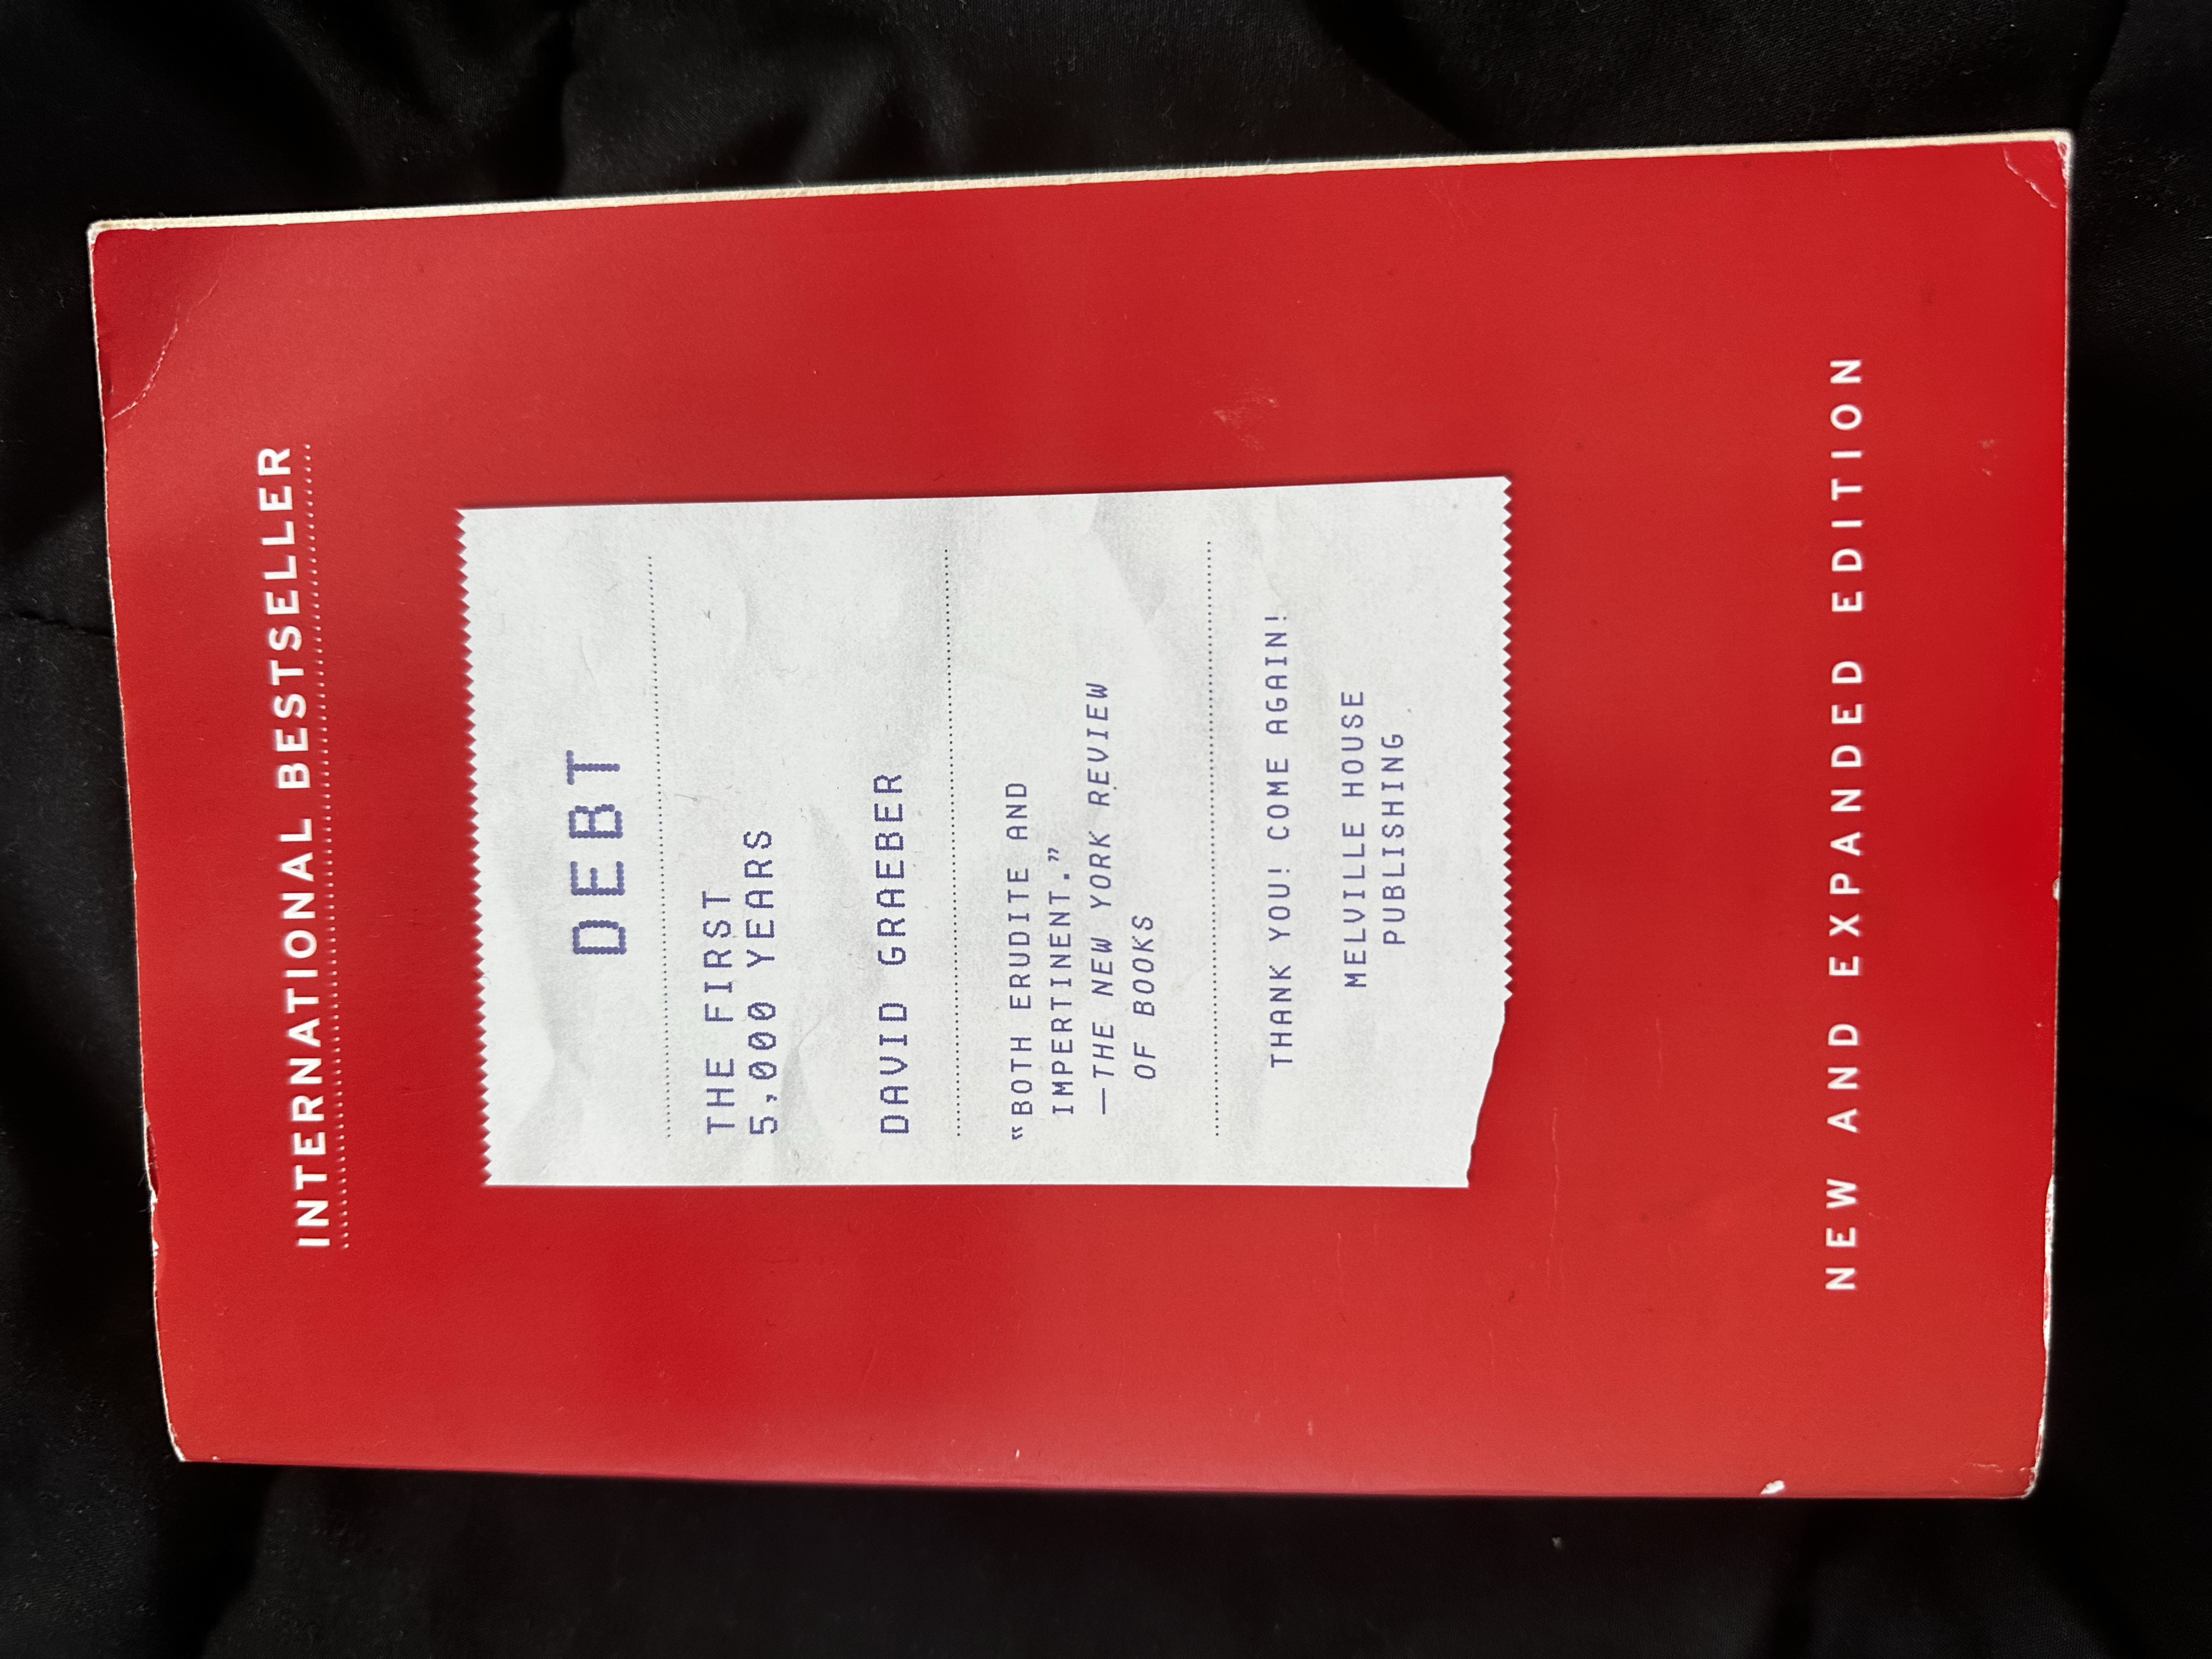 INTERNATIONAL BESTSELLER
DEBT
THE FIRST
5,000 YEARS
DAVID GRAEBER
“BOTH ERUDITE AND
IMPERTINENT.”
—THE NEW YORK REVIEW
OF BOOKS
THANK YOU! COME AGAIN!
MELVILLE HOUSE
PUBLISHING
NEW AND EXPANDED EDITION